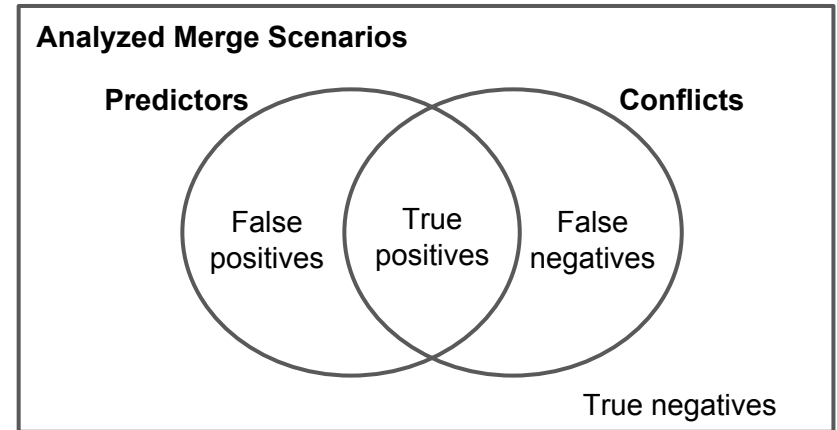 Analyzed Merge Scenarios
Predictors
Conflicts
False
positives
True
positives
False
negatives
True negatives